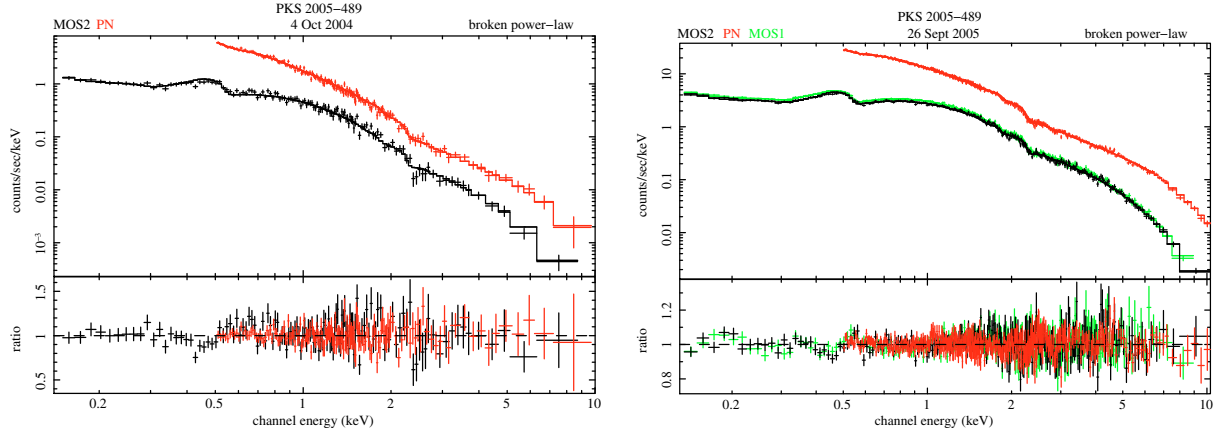 PKS 2005−489
MOS2 PN 4 Oct 2004 broken power−law
counts/sec/keV
1
0.1
0.01
10−3
ratio
1.5
1
0.5
0.2 0.5 1 2 5 10
channel energy (keV)
PKS 2005−489
MOS2 PN MOS1 26 Sept 2005 broken power−law
counts/sec/keV
10
1
0.1
0.01
ratio
1.2
1
0.8
0.2 0.5 1 2 5 10
channel energy (keV)